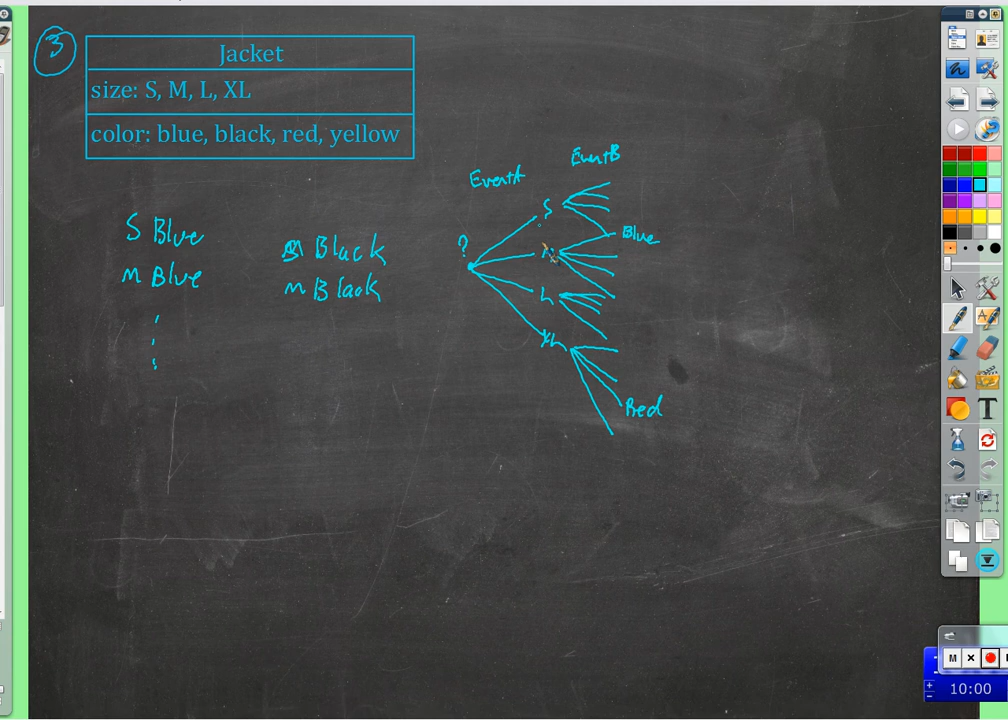 3
Jacket
size: S, M, L, XL
color: blue, black, red, yellow
Event A
Event B
S Blue
M Blue
Black
M Black
?
S
Blue
L
XL
Red
T
M
10:00